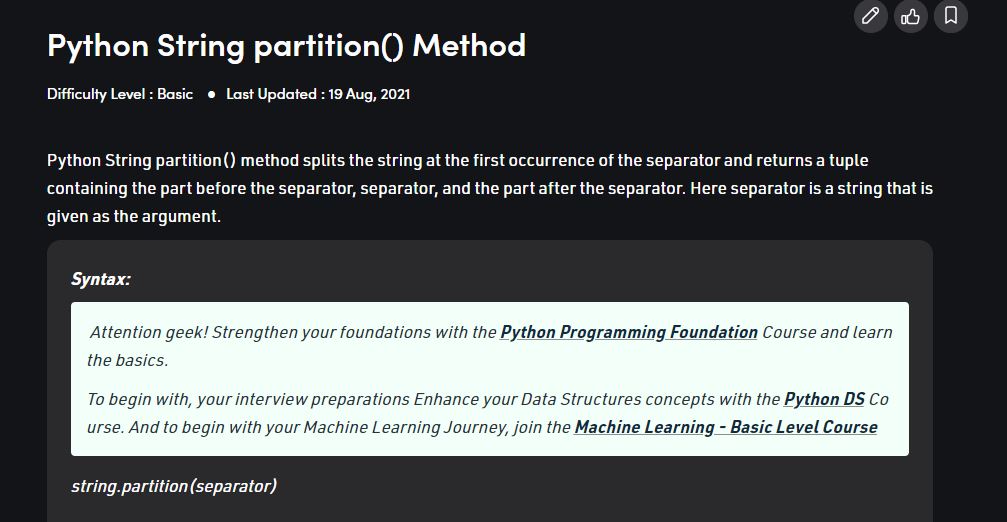 Python String partition() Method
Difficulty Level : Basic ● Last Updated : 19 Aug, 2021
Python String partition() method splits the string at the first occurrence of the separator and returns a tuple
containing the part before the separator, separator, and the part after the separator. Here separator is a string that is
given as the argument.
Syntax:
Attention geek! Strengthen your foundations with the Python Programming Foundation Course and learn
the basics.
To begin with, your interview preparations Enhance your Data Structures concepts with the Python DS Co
urse. And to begin with your Machine Learning Journey, join the Machine Learning - Basic Level Course
string.partition(separator)